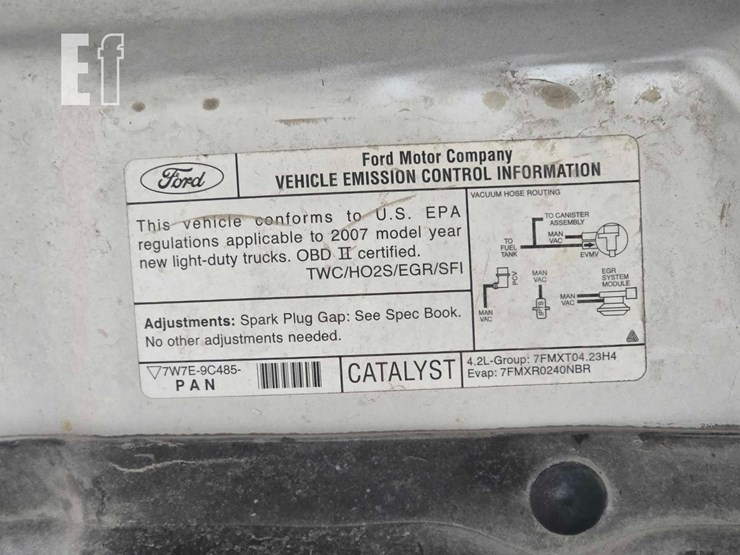 Ef
Ford
Ford Motor Company
VEHICLE EMISSION CONTROL INFORMATION
This vehicle conforms to U.S. EPA
regulations applicable to 2007 model year
new light-duty trucks. OBD II certified.
TWC/HO2S/EGR/SFI
Adjustments: Spark Plug Gap: See Spec Book.
No other adjustments needed.
VACUUM HOSE ROUTING
TO CANISTER
ASSEMBLY
TO
FUEL
TANK
MAN
VAC
EVMV
PCV
MAN
VAC
MAN
VAC
FPS
EGR
SYSTEM
MODULE
MAN
VAC
▽7W7E-9C485-
PAN
CATALYST
4.2L-Group: 7FMXT04.23H4
Evap: 7FMXR0240NBR